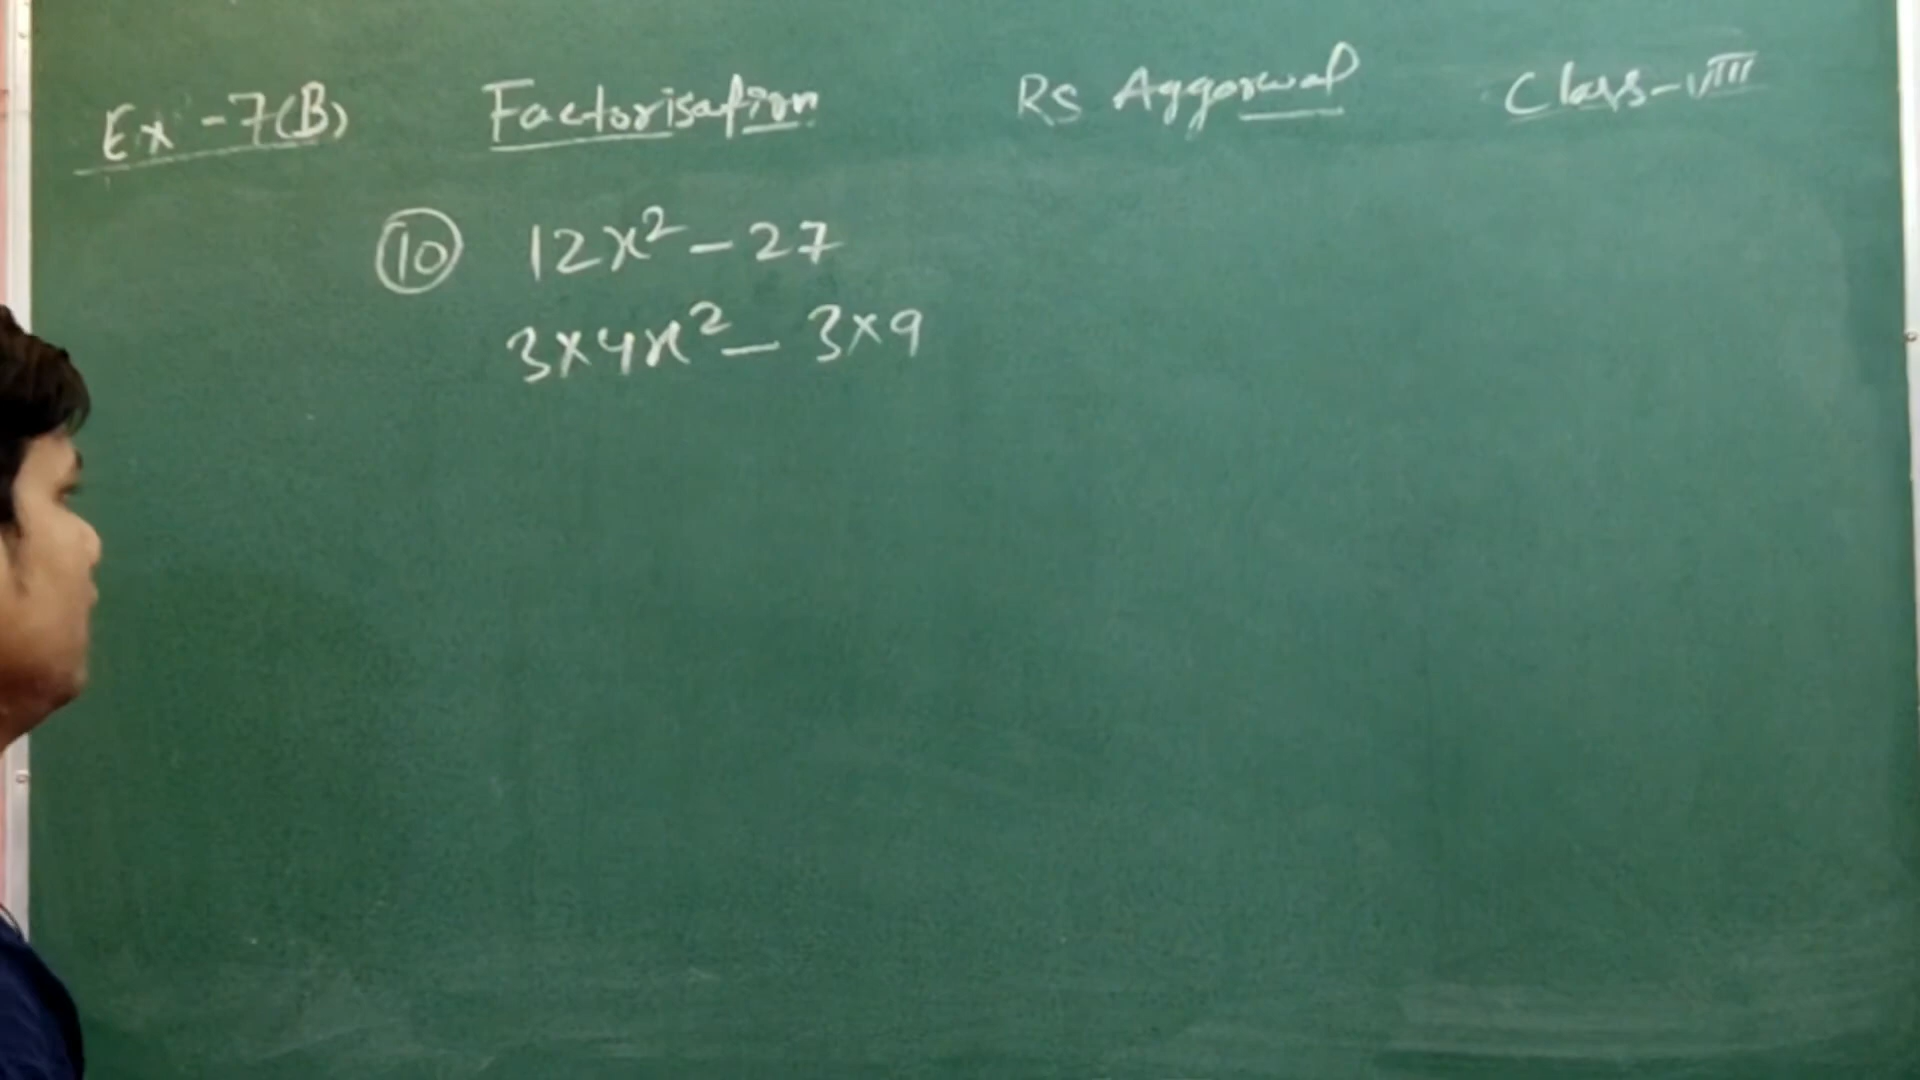 Ex-7(B) Factorisation RS Aggarwal Class-VIII
(10) 12x² - 27
3×4x² - 3×9